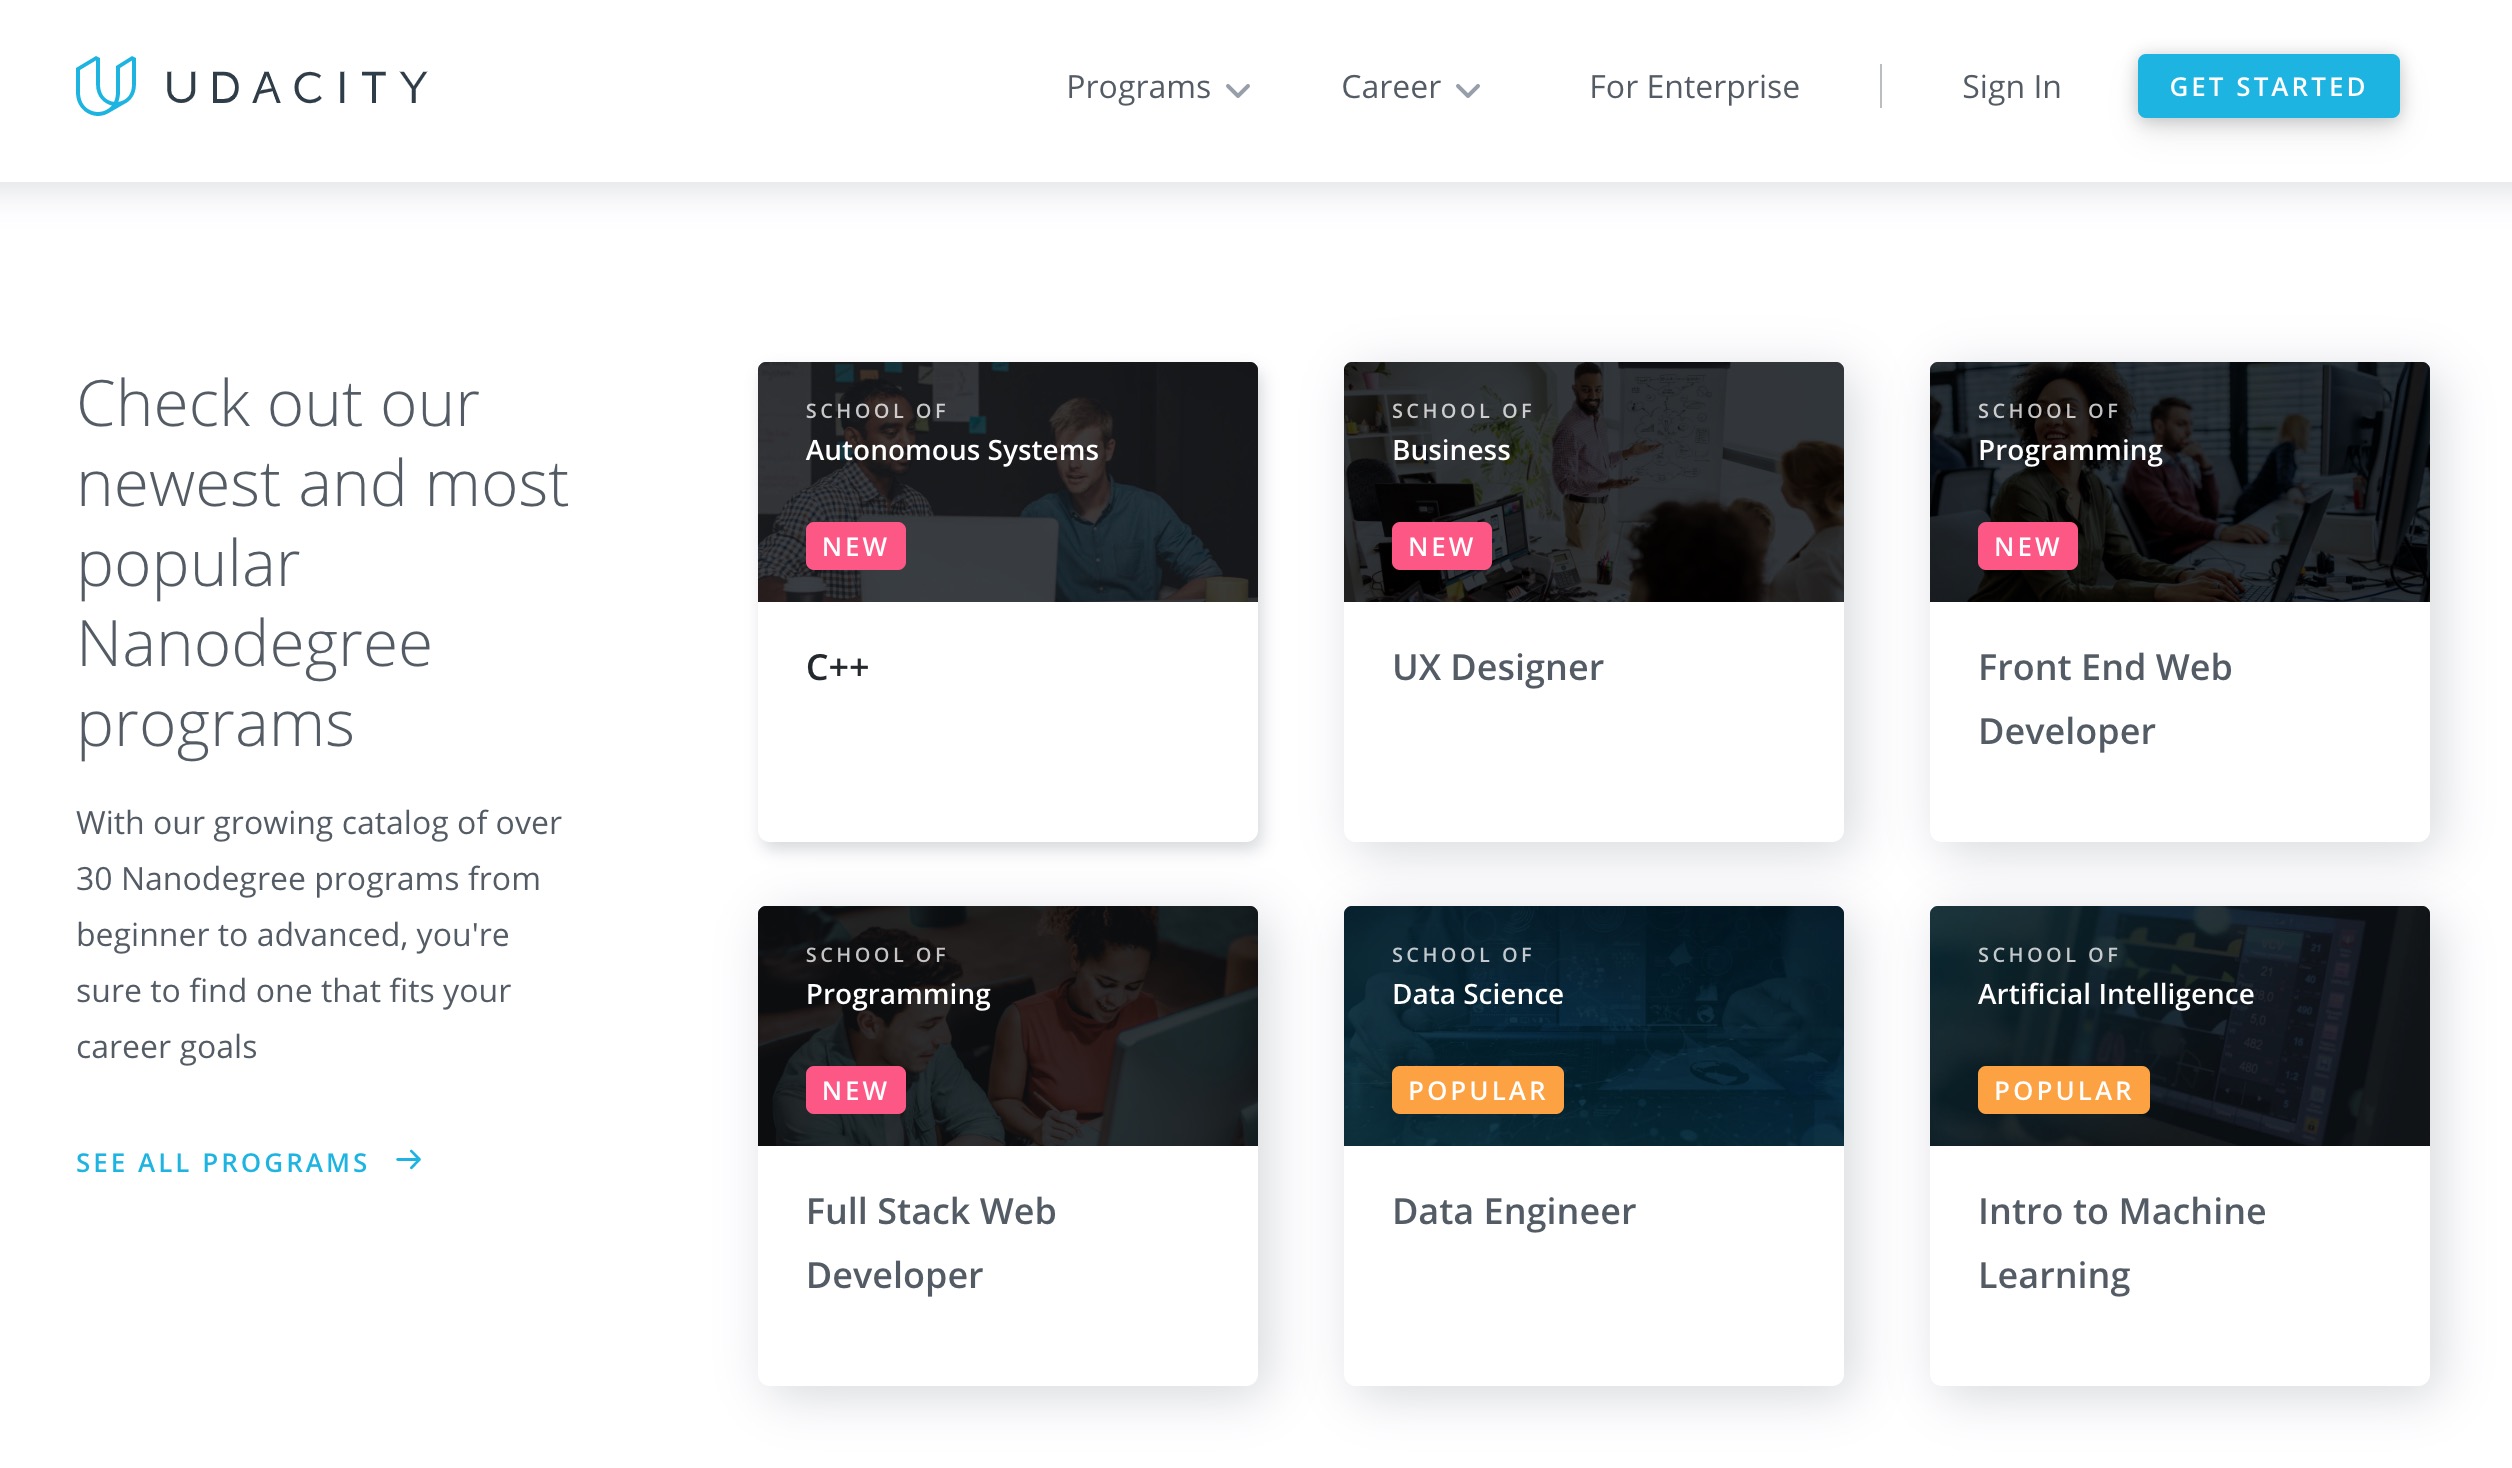 UDACITY
Programs
Career
For Enterprise
Sign In
GET STARTED
Check out our
newest and most
popular
Nanodegree
programs
With our growing catalog of over
30 Nanodegree programs from
beginner to advanced, you're
sure to find one that fits your
career goals
SEE ALL PROGRAMS
SCHOOL OF
Autonomous Systems
NEW
C++
SCHOOL OF
Business
NEW
UX Designer
SCHOOL OF
Programming
NEW
Front End Web
Developer
SCHOOL OF
Programming
NEW
Full Stack Web
Developer
SCHOOL OF
Data Science
POPULAR
Data Engineer
SCHOOL OF
Artificial Intelligence
POPULAR
Intro to Machine
Learning